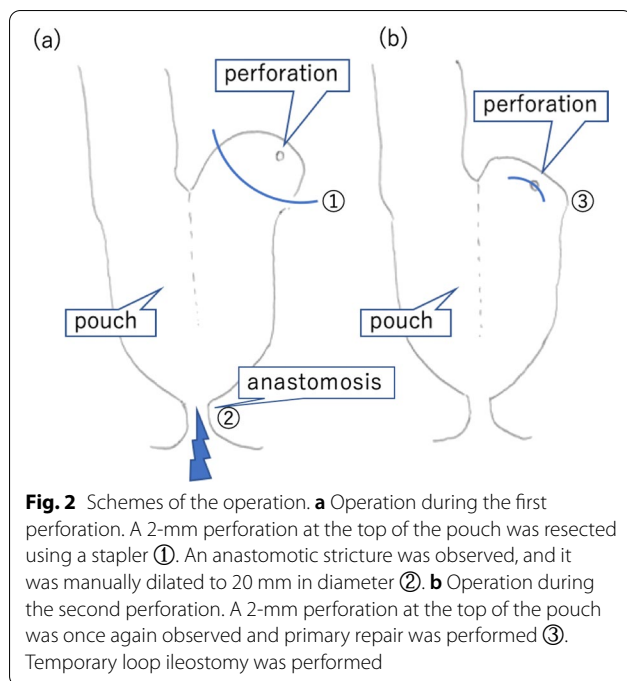 (a)
perforation
①
pouch
anastomosis
②
(b)
perforation
③
pouch
Fig. 2 Schemes of the operation. a Operation during the first
perforation. A 2-mm perforation at the top of the pouch was resected
using a stapler ①. An anastomotic stricture was observed, and it
was manually dilated to 20 mm in diameter ②. b Operation during
the second perforation. A 2-mm perforation at the top of the pouch
was once again observed and primary repair was performed ③.
Temporary loop ileostomy was performed